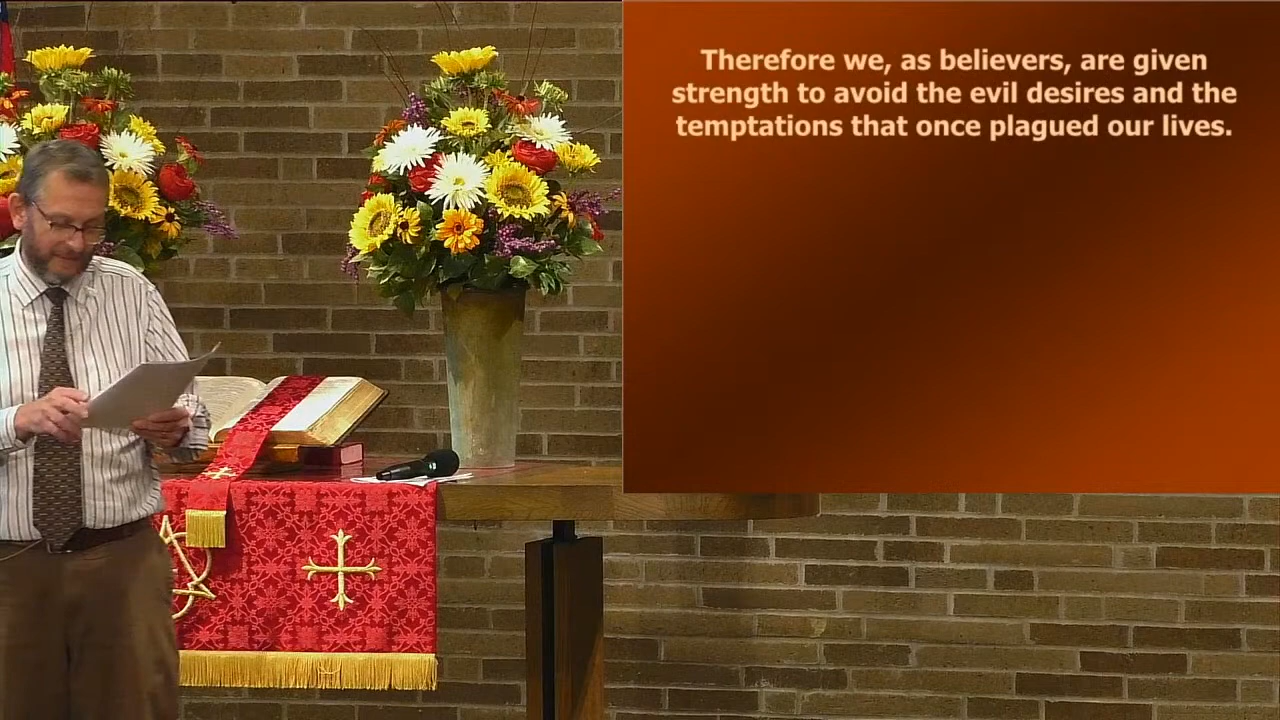 Therefore we, as believers, are given
strength to avoid the evil desires and the
temptations that once plagued our lives.